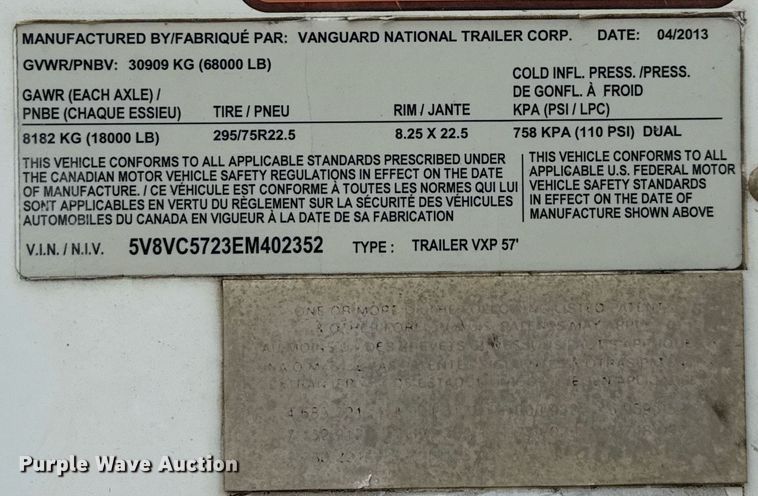 MANUFACTURED BY/FABRIQUÉ PAR: VANGUARD NATIONAL TRAILER CORP. DATE: 04/2013
GVWR/PNBV: 30909 KG (68000 LB)
COLD INFL. PRESS. /PRESS.
DE GONFL. À FROID
GAWR (EACH AXLE) /
PNBE (CHAQUE ESSIEU) TIRE / PNEU RIM / JANTE KPA (PSI / LPC)
8182 KG (18000 LB) 295/75R22.5 8.25 X 22.5 758 KPA (110 PSI) DUAL
THIS VEHICLE CONFORMS TO ALL APPLICABLE STANDARDS PRESCRIBED UNDER
THE CANADIAN MOTOR VEHICLE SAFETY REGULATIONS IN EFFECT ON THE DATE
OF MANUFACTURE. / CE VÉHICULE EST CONFORME À TOUTES LES NORMES QUI LUI
SONT APPLICABLES EN VERTU DU RÈGLEMENT SUR LA SÉCURITÉ DES VÉHICULES
AUTOMOBILES DU CANADA EN VIGUEUR À LA DATE DE SA FABRICATION
THIS VEHICLE CONFORMS TO ALL
APPLICABLE U.S. FEDERAL MOTOR
VEHICLE SAFETY STANDARDS
IN EFFECT ON THE DATE OF
MANUFACTURE SHOWN ABOVE
V.I.N. / N.I.V. 5V8VC5723EM402352 TYPE : TRAILER VXP 57'
ONE OR MORE
Purple Wave Auction